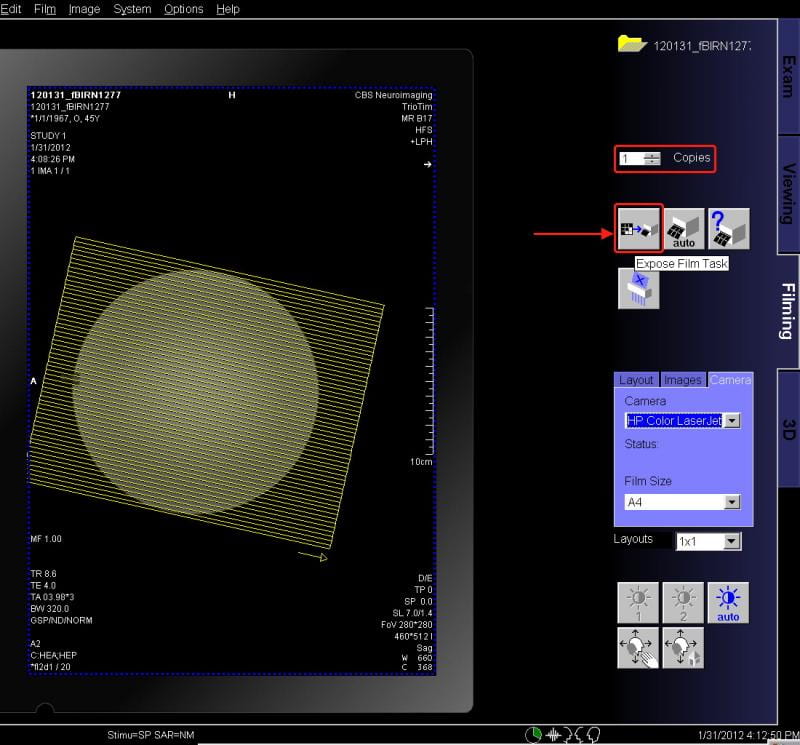 Edit Film Image System Options Help
120131_fBIRN1277
Exam
Viewing
Filming
3D
120131_fBIRN1277
H
CBS Neuroimaging
120131_fBIRN1277
TrioTim
*1/1/1967, O, 45Y
MR B17
HFS
STUDY 1
+LPH
1/31/2012
4:08:26 PM
1 IMA 1 / 1
1 Copies
auto
?
Expose Film Task
A
10cm
Layout Images Camera
Camera
HP Color LaserJet
Status:
Film Size
A4
Layouts 1x1
MF 1.00
TR 8.6
TE 4.0
TA 03.98*3
BW 320.0
GSP/ND/NORM
D/E
TP 0
SP 0.0
SL 7.0/1.4
FoV 280*280
460*512 I
Sag
A2
C:HEA;HEP
W 660
*fl2d1 / 20
C 368
1
2
auto
Stimu=SP SAR=NM
1/31/2012 4:12:50 PM